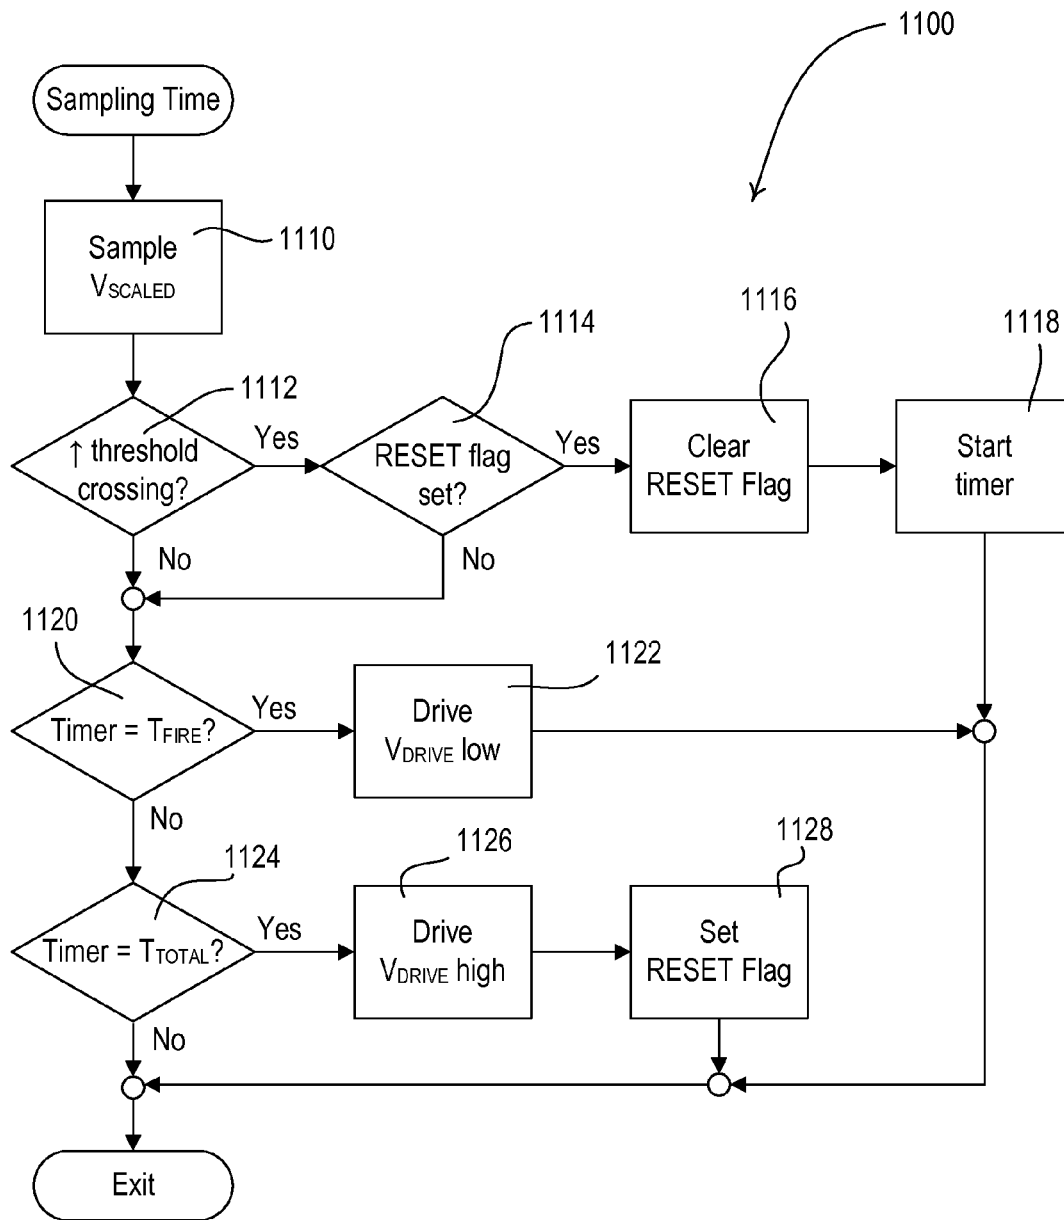 1100
Sampling Time
Sample
VSCALED
1110
1112
↑ threshold
crossing?
Yes
No
1114
RESET flag
set?
Yes
No
1116
Clear
RESET Flag
1118
Start
timer
1120
Timer = TFIRE?
Yes
No
1122
Drive
VDRIVE low
1124
Timer = TTOTAL?
Yes
No
1126
Drive
VDRIVE high
1128
Set
RESET Flag
Exit